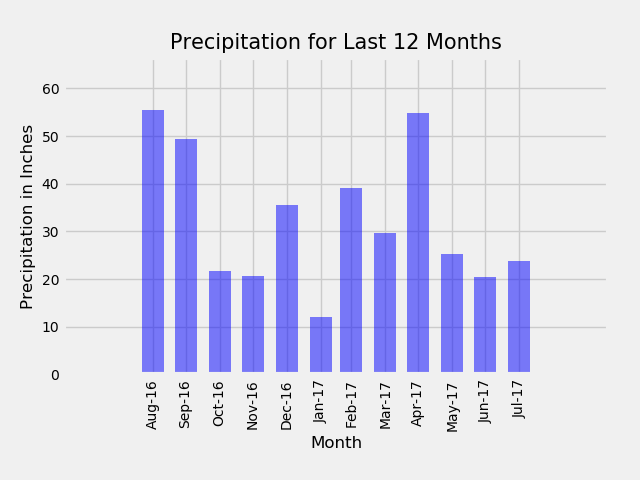 Precipitation for Last 12 Months
Precipitation in Inches
60
50
40
30
20
10
0
Aug-16
Sep-16
Oct-16
Nov-16
Dec-16
Jan-17
Feb-17
Mar-17
Apr-17
May-17
Jun-17
Jul-17
Month